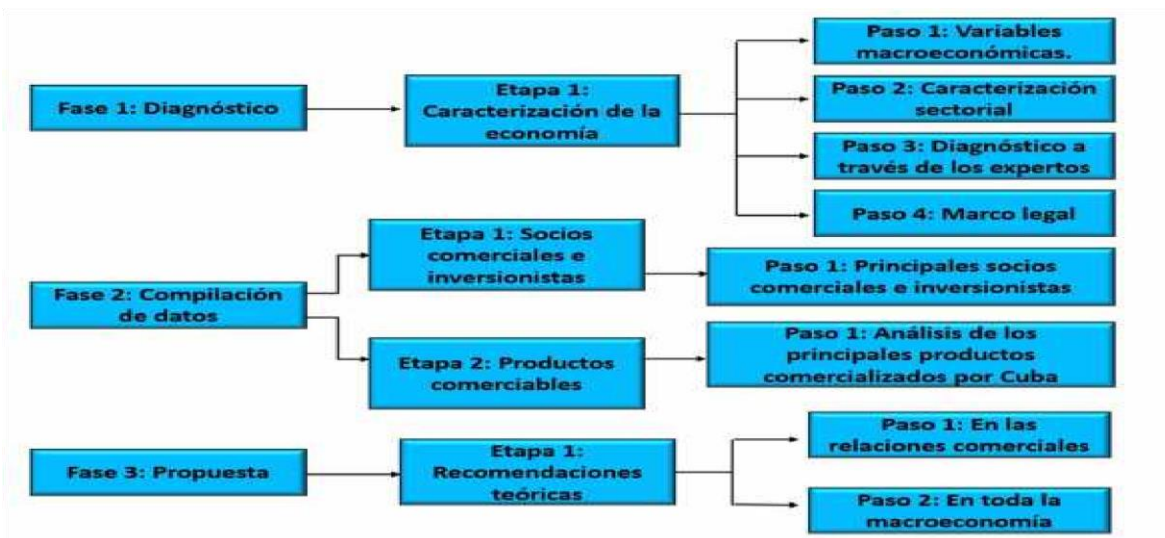 Fase 1: Diagnóstico
Etapa 1:
Caracterización de la
economía
Paso 1: Variables
macroeconómicas.
Paso 2: Caracterización
sectorial
Paso 3: Diagnóstico a
través de los expertos
Paso 4: Marco legal
Fase 2: Compilación
de datos
Etapa 1: Socios
comerciales e
inversionistas
Paso 1: Principales socios
comerciales e inversionistas
Etapa 2: Productos
comerciables
Paso 1: Análisis de los
principales productos
comercializados por Cuba
Fase 3: Propuesta
Etapa 1:
Recomendaciones
teóricas
Paso 1: En las
relaciones comerciales
Paso 2: En toda la
macroeconomía